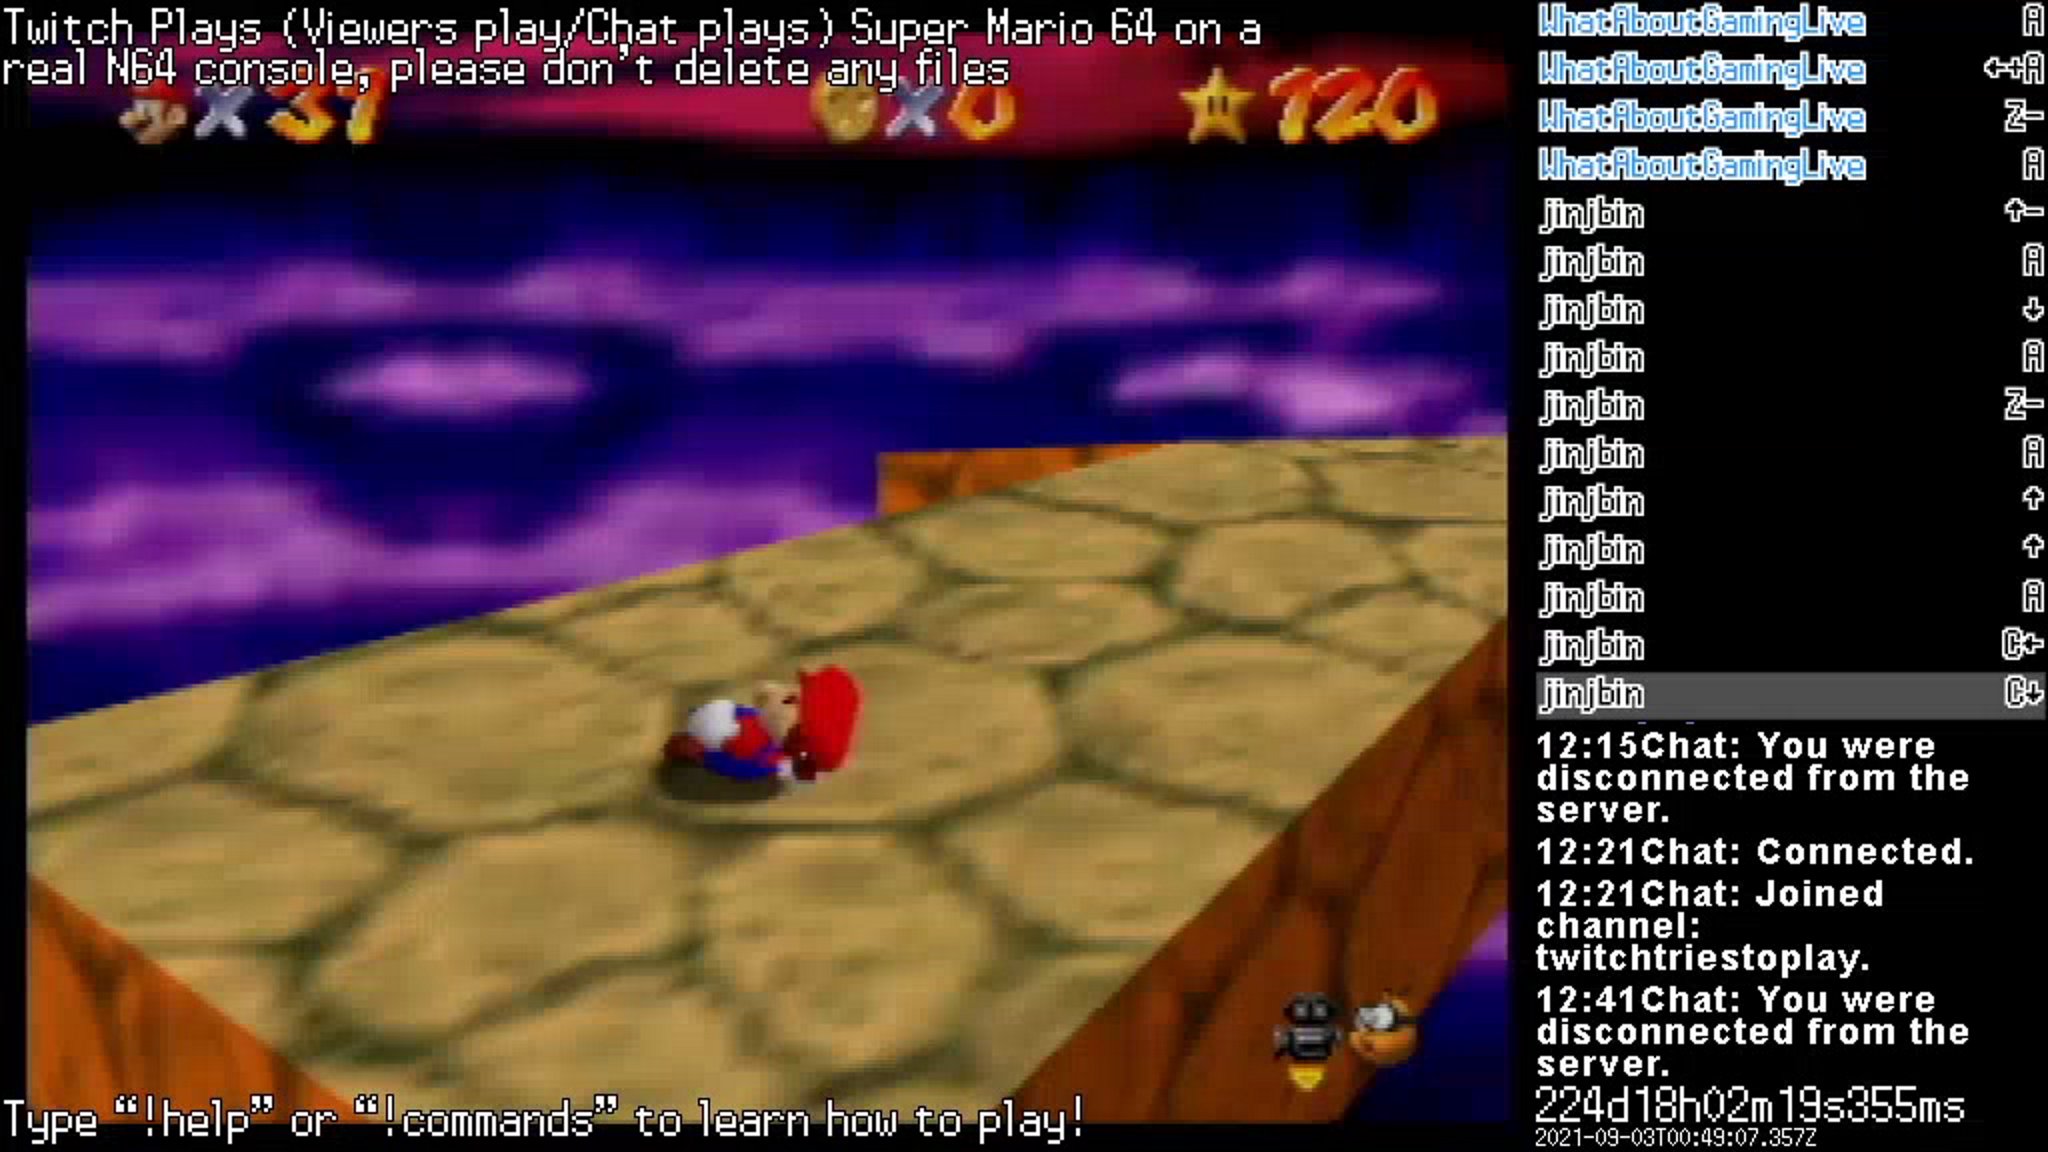 Twitch Plays (Viewers play/Chat plays) Super Mario 64 on a
real N64 console, please don't delete any files
x 31
x 0
120
Type “!help” or “!commands” to learn how to play!
WhatAboutGamingLive A
WhatAboutGamingLive ←+A
WhatAboutGamingLive Z-
WhatAboutGamingLive A
jinjbin ↑-
jinjbin A
jinjbin ↓
jinjbin A
jinjbin Z-
jinjbin A
jinjbin ↑
jinjbin ↑
jinjbin A
jinjbin C←
jinjbin C↓
12:15Chat: You were
disconnected from the
server.
12:21Chat: Connected.
12:21Chat: Joined
channel:
twitchtriestoplay.
12:41Chat: You were
disconnected from the
server.
224d18h02m19s355ms
2021-09-03T00:49:07.357Z